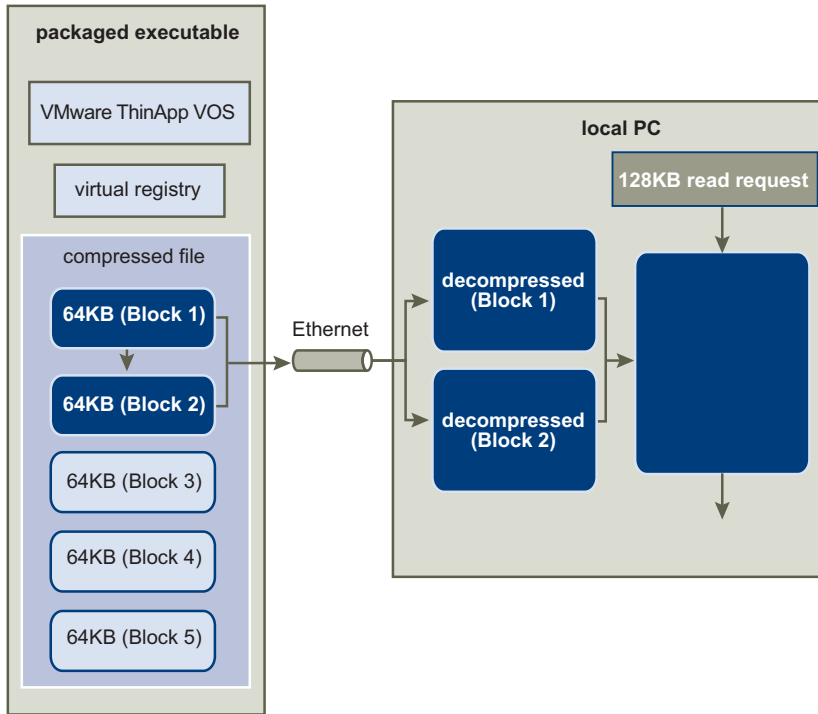 packaged executable
VMware ThinApp VOS
virtual registry
compressed file
64KB (Block 1)
64KB (Block 2)
64KB (Block 3)
64KB (Block 4)
64KB (Block 5)
Ethernet
local PC
128KB read request
decompressed
(Block 1)
decompressed
(Block 2)